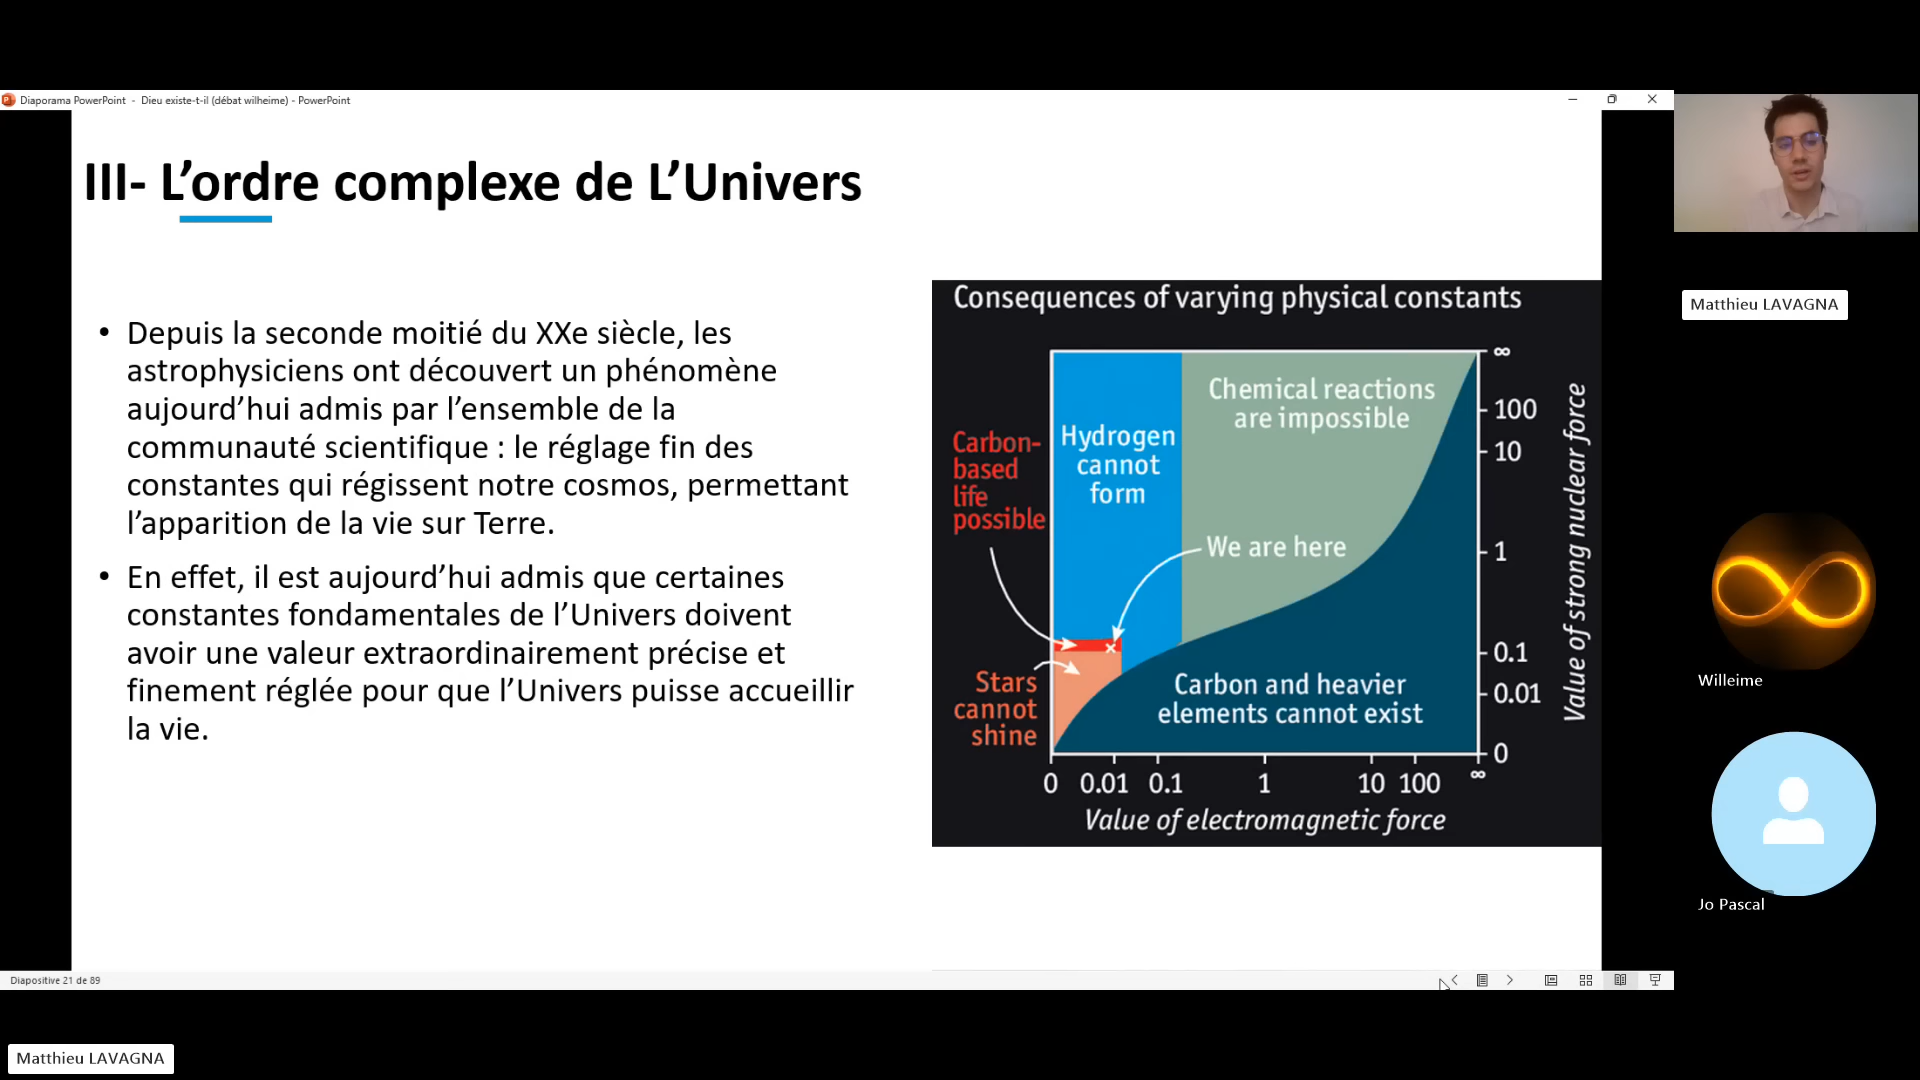 Diaporama PowerPoint - Dieu existe-t-il (débat wilheime) - PowerPoint
III- L’ordre complexe de L’Univers
• Depuis la seconde moitié du XXe siècle, les
astrophysiciens ont découvert un phénomène
aujourd’hui admis par l’ensemble de la
communauté scientifique : le réglage fin des
constantes qui régissent notre cosmos, permettant
l’apparition de la vie sur Terre.
• En effet, il est aujourd’hui admis que certaines
constantes fondamentales de l’Univers doivent
avoir une valeur extraordinairement précise et
finement réglée pour que l’Univers puisse accueillir
la vie.
Consequences of varying physical constants
Carbon-
based
life
possible
Hydrogen
cannot
form
Chemical reactions
are impossible
We are here
Stars
cannot
shine
Carbon and heavier
elements cannot exist
∞
100
10
1
0.1
0.01
0
Value of strong nuclear force
0 0.01 0.1 1 10 100 ∞
Value of electromagnetic force
Matthieu LAVAGNA
Willeime
Jo Pascal
Diapositive 21 de 89
Matthieu LAVAGNA